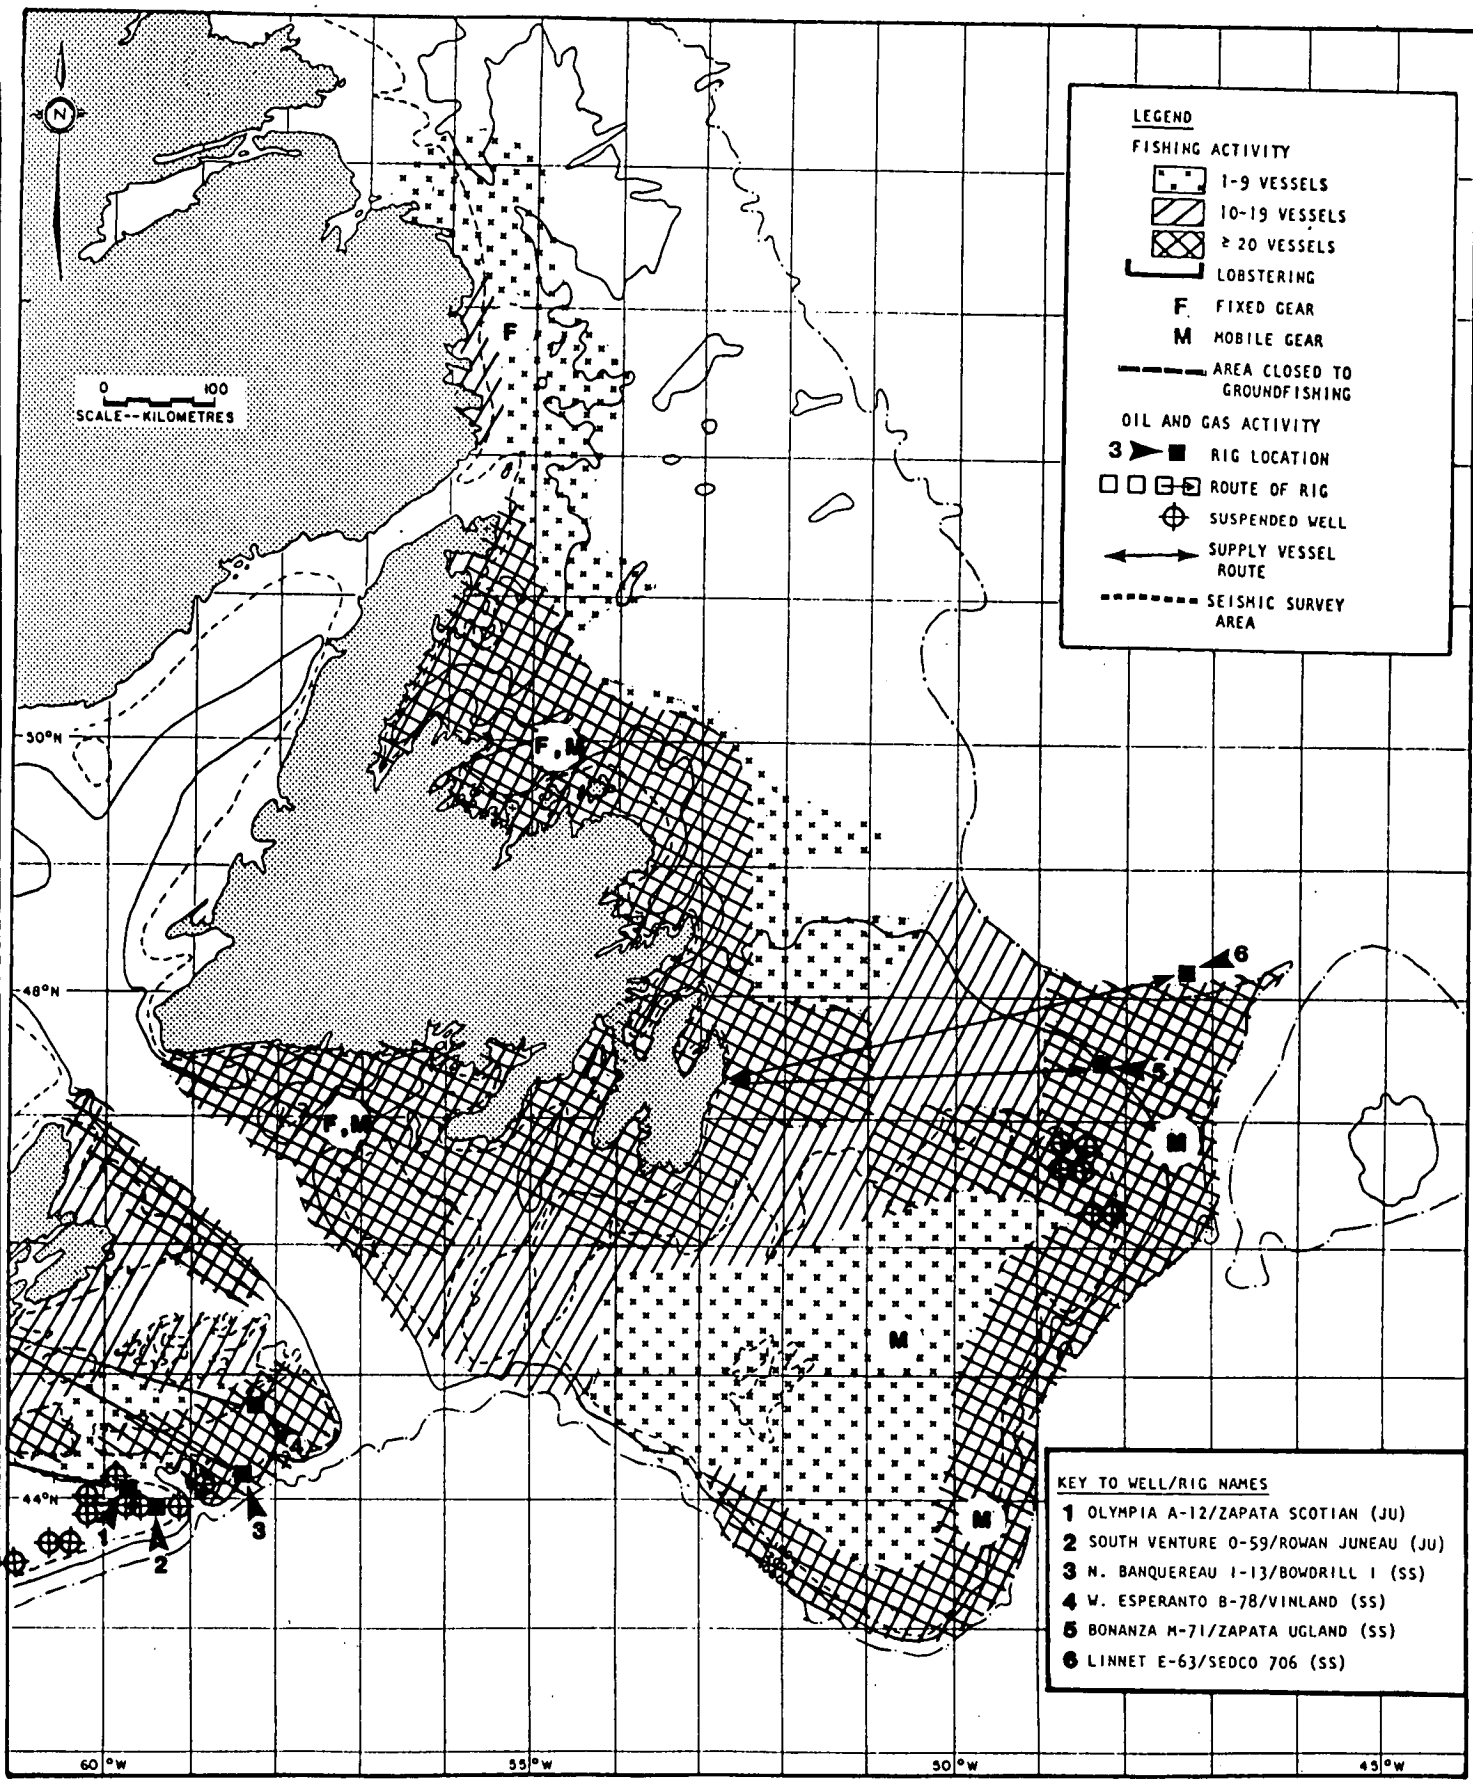 N
LEGEND
FISHING ACTIVITY
1-9 VESSELS
10-19 VESSELS
≥ 20 VESSELS
LOBSTERING
F FIXED GEAR
M MOBILE GEAR
AREA CLOSED TO
GROUNDFISHING
OIL AND GAS ACTIVITY
3 RIG LOCATION
ROUTE OF RIG
SUSPENDED WELL
SUPPLY VESSEL
ROUTE
SEISMIC SURVEY
AREA
F
0 100
SCALE--KILOMETRES
50°N
F,M
48°N
6
5
F,M
M
M
4
44°N
1
2
3
M
KEY TO WELL/RIG NAMES
1 OLYMPIA A-12/ZAPATA SCOTIAN (JU)
2 SOUTH VENTURE O-59/ROWAN JUNEAU (JU)
3 N. BANQUEREAU I-13/BOWDRILL I (SS)
4 W. ESPERANTO B-78/VINLAND (SS)
5 BONANZA M-71/ZAPATA UGLAND (SS)
6 LINNET E-63/SEDCO 706 (SS)
60°W
55°W
50°W
45°W